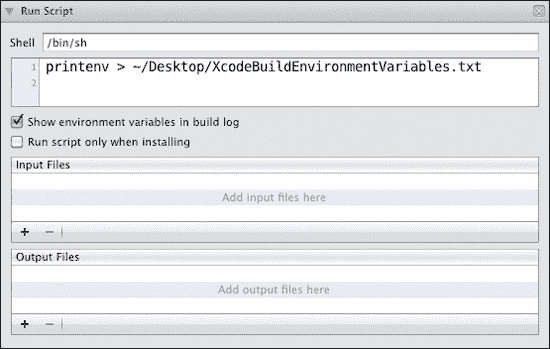 Run Script
Shell /bin/sh
1 printenv > ~/Desktop/XcodeBuildEnvironmentVariables.txt
2
Show environment variables in build log
Run script only when installing
Input Files
Add input files here
Output Files
Add output files here